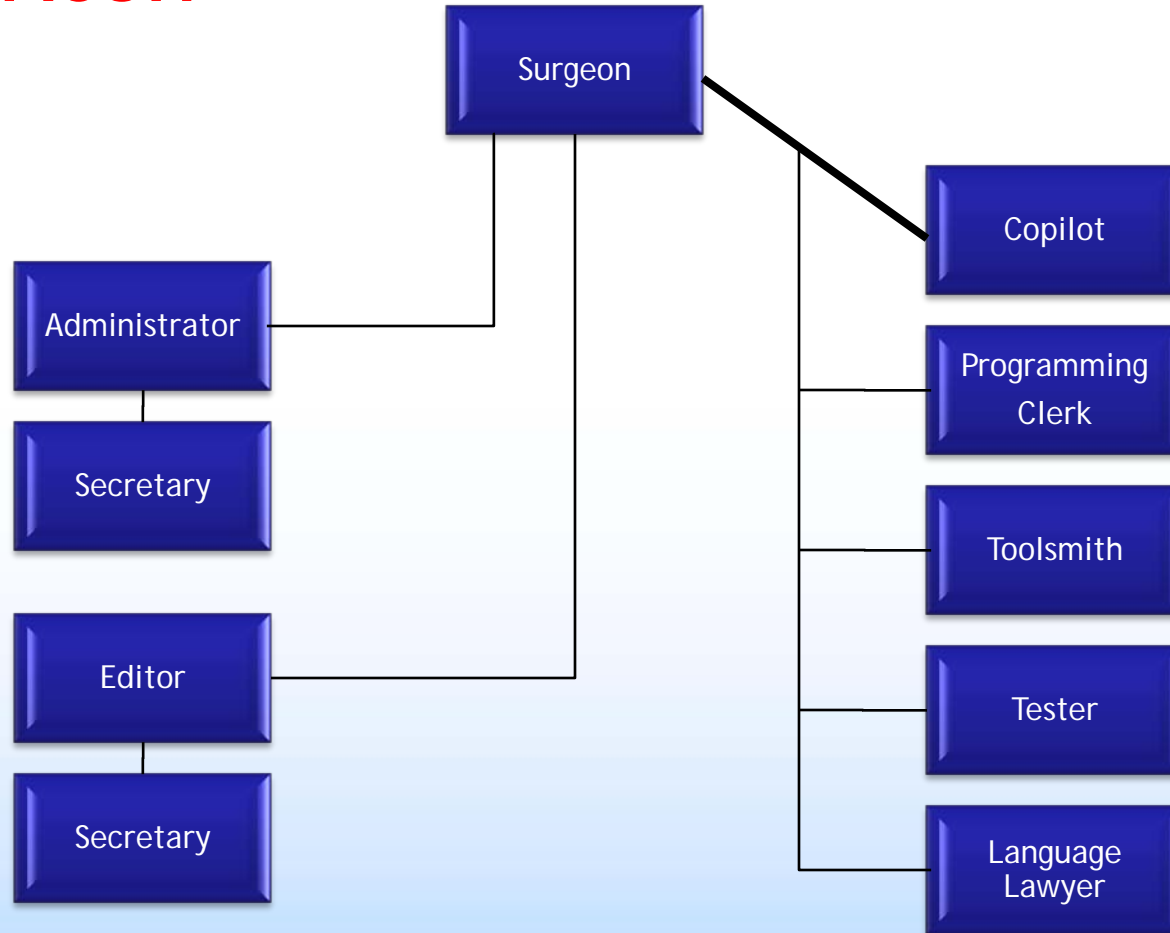 Surgeon
Copilot
Administrator
Programming
Clerk
Secretary
Toolsmith
Editor
Tester
Secretary
Language
Lawyer